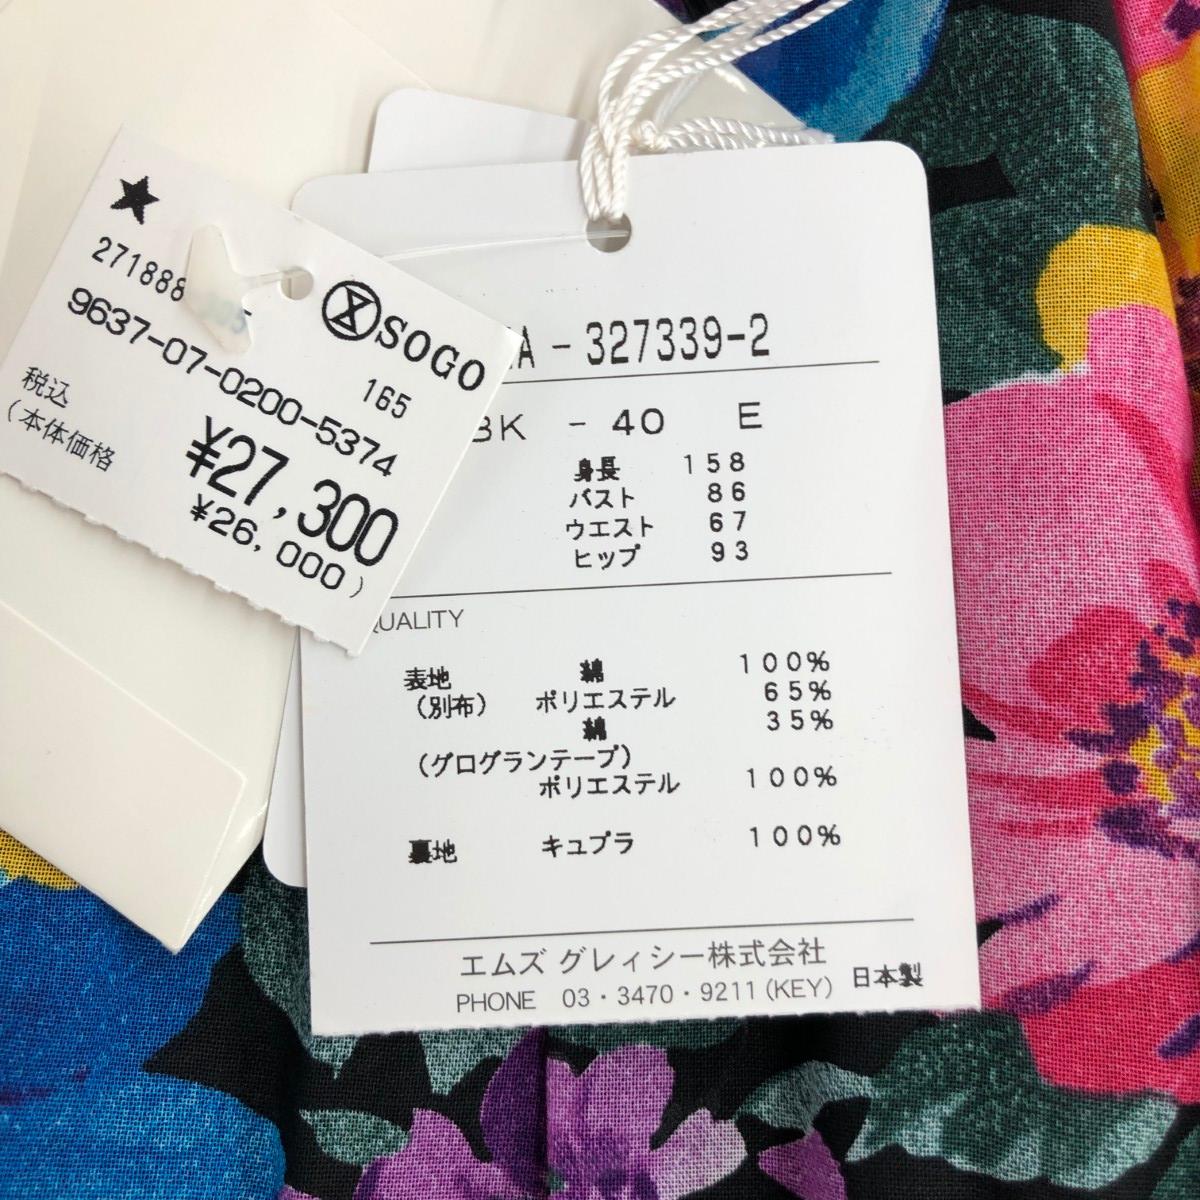 ★
271888
SOGO
165
9637-07-0200-5374
税込 ¥27,300
(本体価格 ¥26,000)
A-327339-2
BK - 40 E
身長 158
バスト 86
ウエスト 67
ヒップ 93
QUALITY
表地 綿 100%
(別布) ポリエステル 65%
綿 35%
(グログランテープ)
ポリエステル 100%
裏地 キュプラ 100%
エムズ グレィシー株式会社
PHONE 03・3470・9211(KEY)
日本製